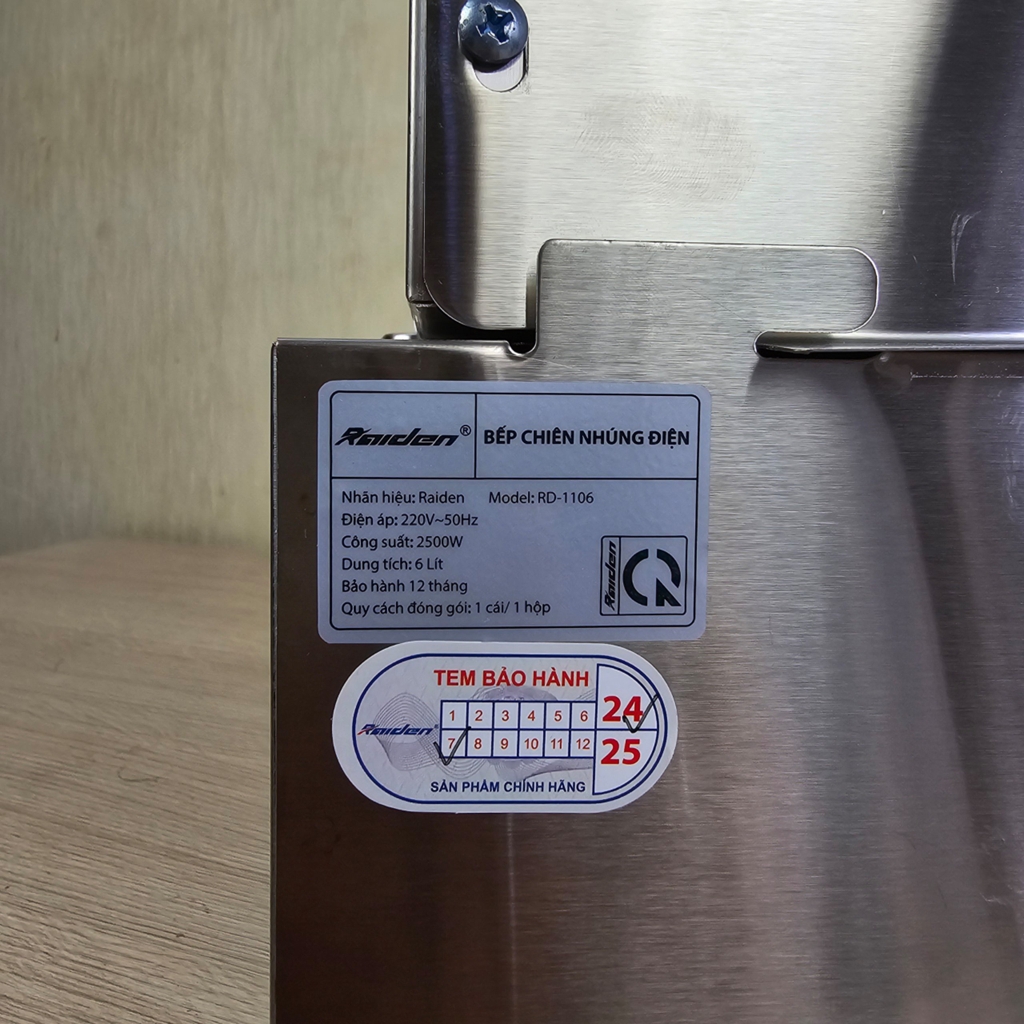 Raiden® BẾP CHIÊN NHÚNG ĐIỆN
Nhãn hiệu: Raiden Model: RD-1106
Điện áp: 220V~50Hz
Công suất: 2500W
Dung tích: 6 Lít
Bảo hành 12 tháng
Quy cách đóng gói: 1 cái/ 1 hộp
Raiden
TEM BẢO HÀNH
Raiden®
1 2 3 4 5 6
7 8 9 10 11 12
24
25
SẢN PHẨM CHÍNH HÃNG